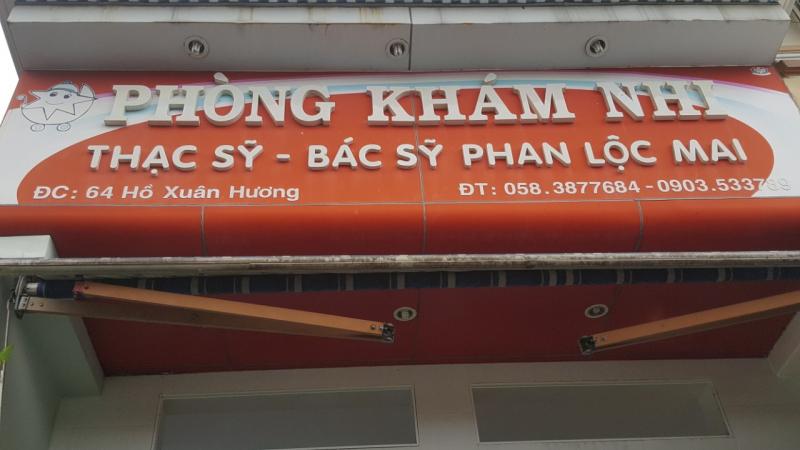 PHÒNG KHÁM NHI
THẠC SỸ - BÁC SỸ PHAN LỘC MAI
ĐC: 64 Hồ Xuân Hương
ĐT: 058.3877684 - 0903.533789